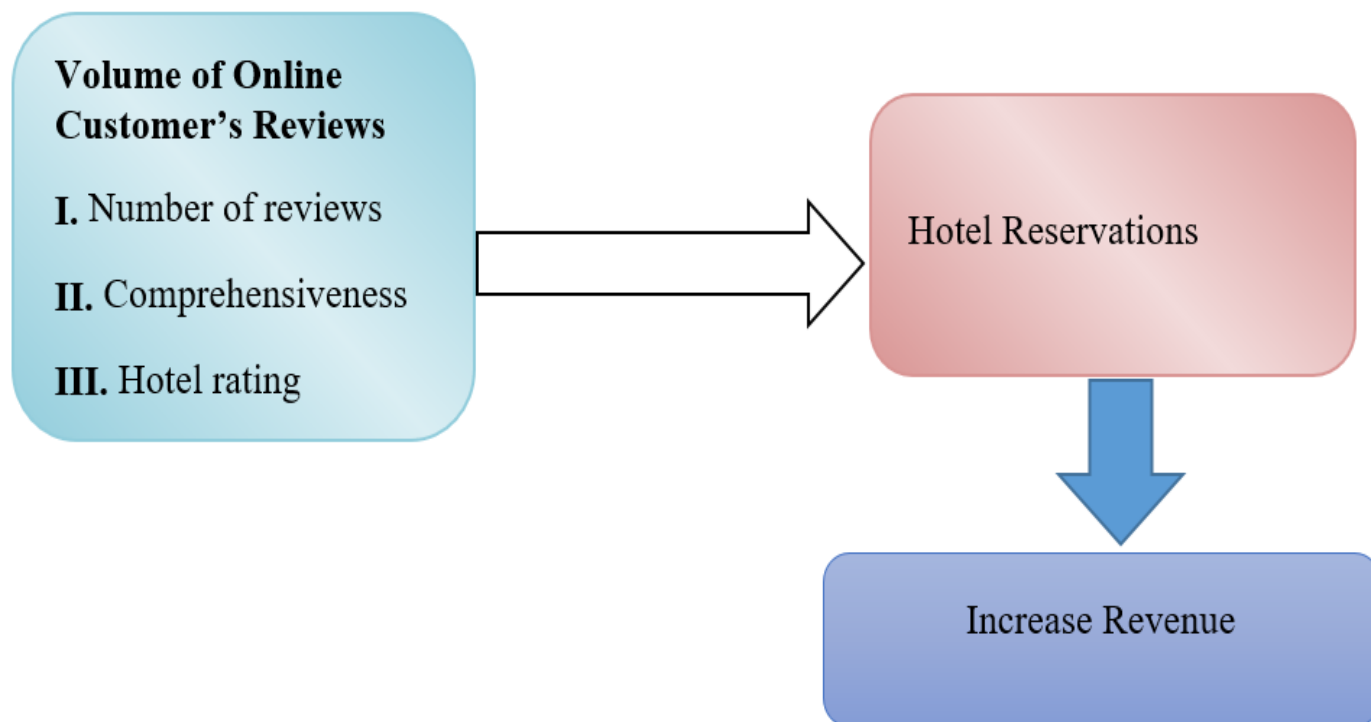 Volume of Online
Customer's Reviews
I. Number of reviews
II. Comprehensiveness
III. Hotel rating
Hotel Reservations
Increase Revenue